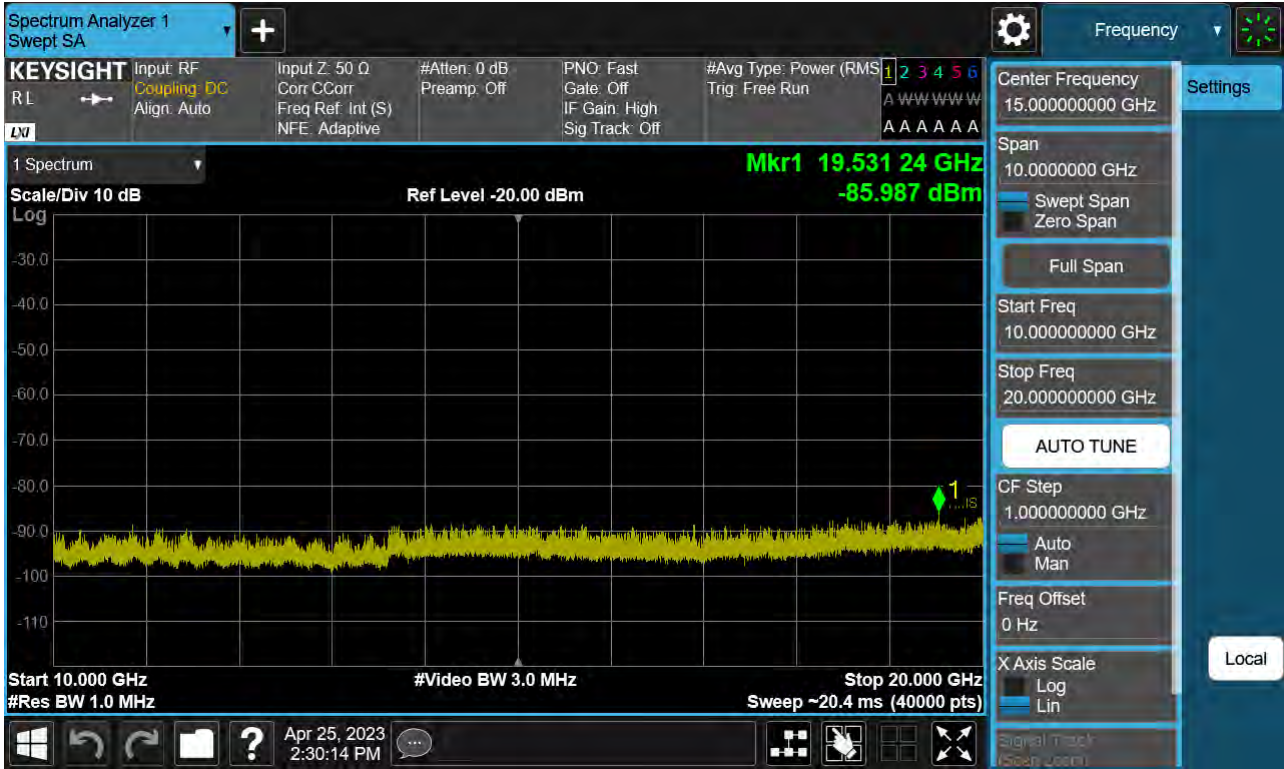 Spectrum Analyzer 1
Swept SA
Frequency
KEYSIGHT
R L
LXI
Input: RF
Coupling: DC
Align: Auto
Input Z: 50 Ω
Corr CCorr
Freq Ref: Int (S)
NFE: Adaptive
#Atten: 0 dB
Preamp: Off
PNO: Fast
Gate: Off
IF Gain: High
Sig Track: Off
#Avg Type: Power (RMS
Trig: Free Run
1 2 3 4 5 6
A W W W W W
A A A A A A
1 Spectrum
Mkr1 19.531 24 GHz
Scale/Div 10 dB
Ref Level -20.00 dBm
-85.987 dBm
Log
-30.0
-40.0
-50.0
-60.0
-70.0
-80.0
-90.0
-100
-110
1
Start 10.000 GHz
#Video BW 3.0 MHz
Stop 20.000 GHz
#Res BW 1.0 MHz
Sweep ~20.4 ms (40000 pts)
Apr 25, 2023
2:30:14 PM
Center Frequency
15.000000000 GHz
Span
10.0000000 GHz
Swept Span
Zero Span
Full Span
Start Freq
10.000000000 GHz
Stop Freq
20.000000000 GHz
AUTO TUNE
CF Step
1.000000000 GHz
Auto
Man
Freq Offset
0 Hz
X Axis Scale
Log
Lin
Signal Track
(Span Zoom)
Settings
Local